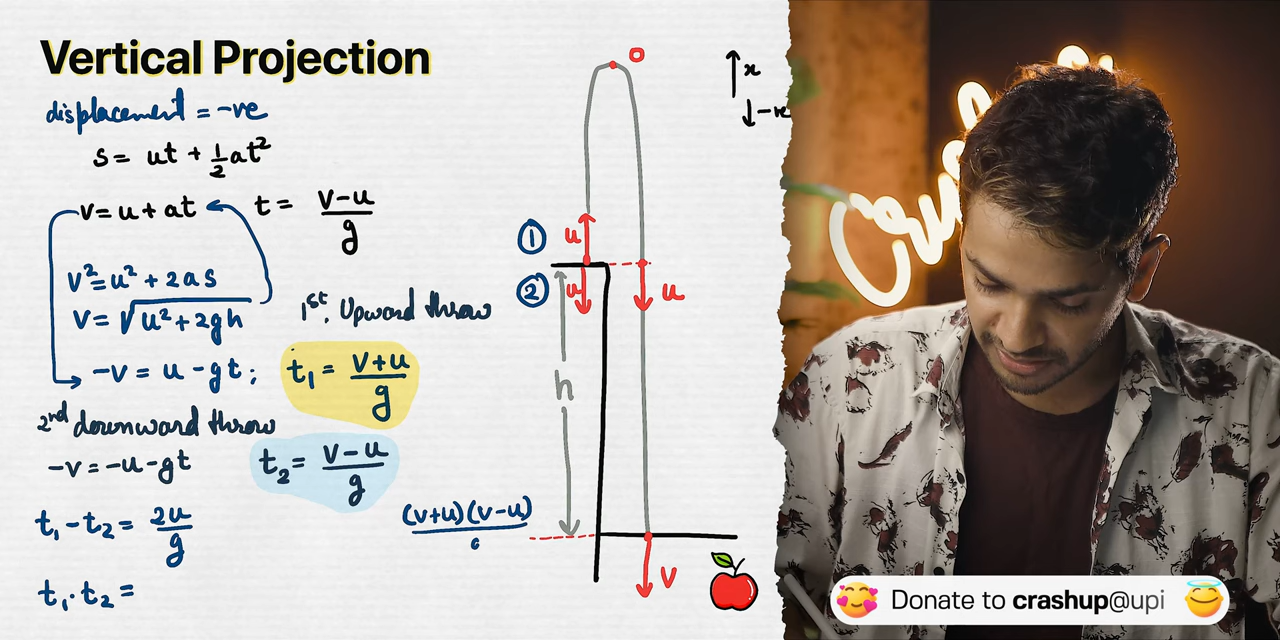 Vertical Projection
displacement = -ve
s = ut + 1/2 at²
v = u + at
t = v-u/g
v² = u² + 2as
v = √u² + 2gh
1st. Upward throw
-v = u - gt;
t₁ = v+u/g
2nd downward throw
-v = -u - gt
t₂ = v-u/g
t₁ - t₂ = 2u/g
(v+u)(v-u)
t₁·t₂ =
0
x
-ve
1
u
2
u
u
h
v
Donate to crashup@upi